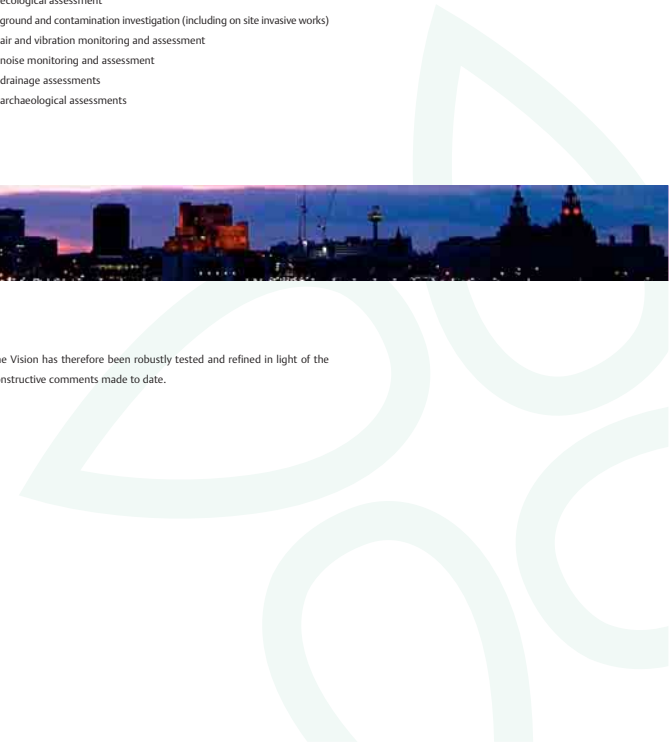 ecological assessment
ground and contamination investigation (including on site invasive works)
air and vibration monitoring and assessment
noise monitoring and assessment
drainage assessments
archaeological assessments
e Vision has therefore been robustly tested and refined in light of the
nstructive comments made to date.